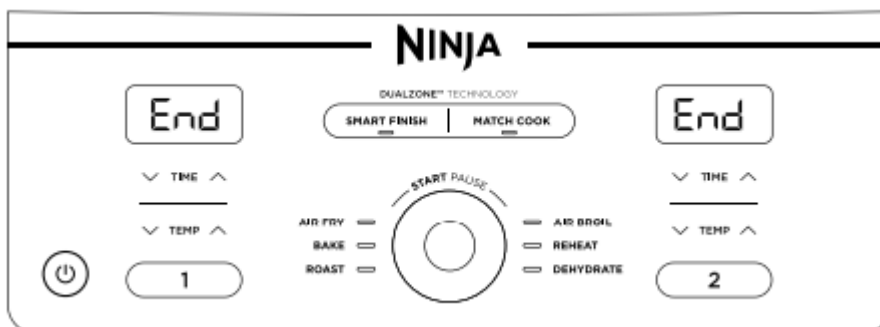 NINJA
DUALZONE™ TECHNOLOGY
End
SMART FINISH
MATCH COOK
End
TIME
START PAUSE
TIME
TEMP
AIR FRY
AIR BROIL
TEMP
BAKE
REHEAT
1
ROAST
DEHYDRATE
2